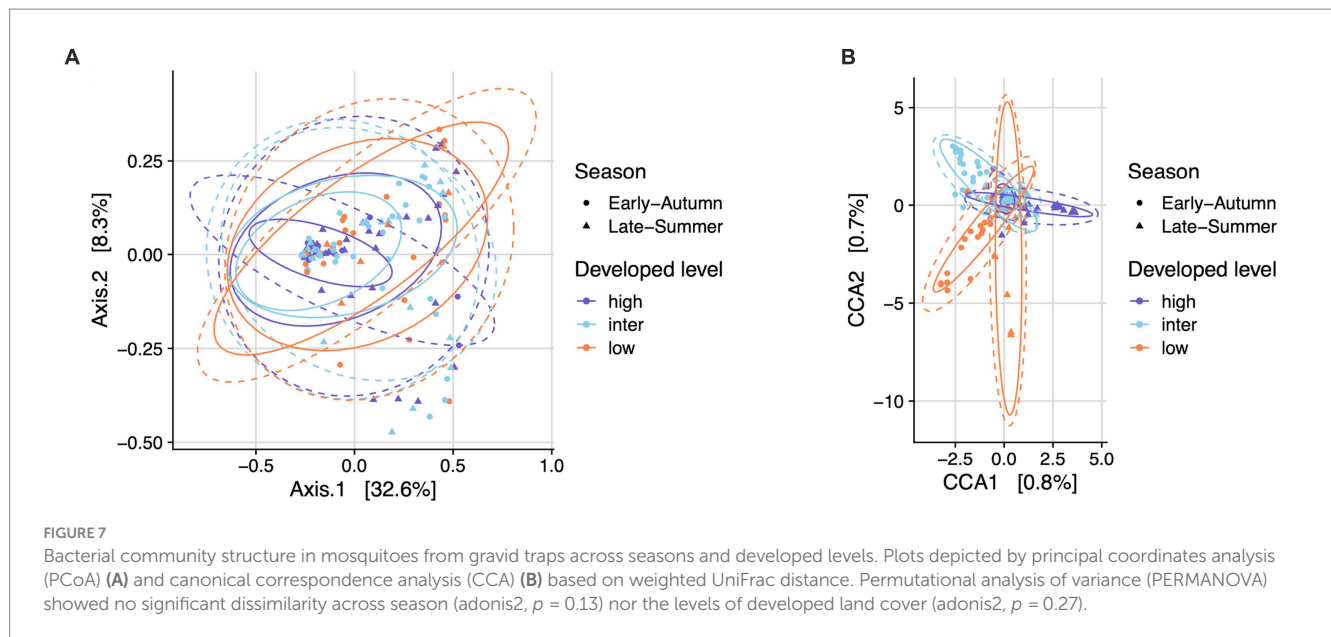 A
0.25
0.00
−0.25
−0.50
−0.5
0.0
0.5
1.0
Axis.2 [8.3%]
Axis.1 [32.6%]
Season
Early−Autumn
Late−Summer
Developed level
high
inter
low
B
5
0
−5
−10
−2.5
0.0
2.5
5.0
CCA2 [0.7%]
CCA1 [0.8%]
Season
Early−Autumn
Late−Summer
Developed level
high
inter
low
FIGURE 7
Bacterial community structure in mosquitoes from gravid traps across seasons and developed levels. Plots depicted by principal coordinates analysis
(PCoA) (A) and canonical correspondence analysis (CCA) (B) based on weighted UniFrac distance. Permutational analysis of variance (PERMANOVA)
showed no significant dissimilarity across season (adonis2, p = 0.13) nor the levels of developed land cover (adonis2, p = 0.27).